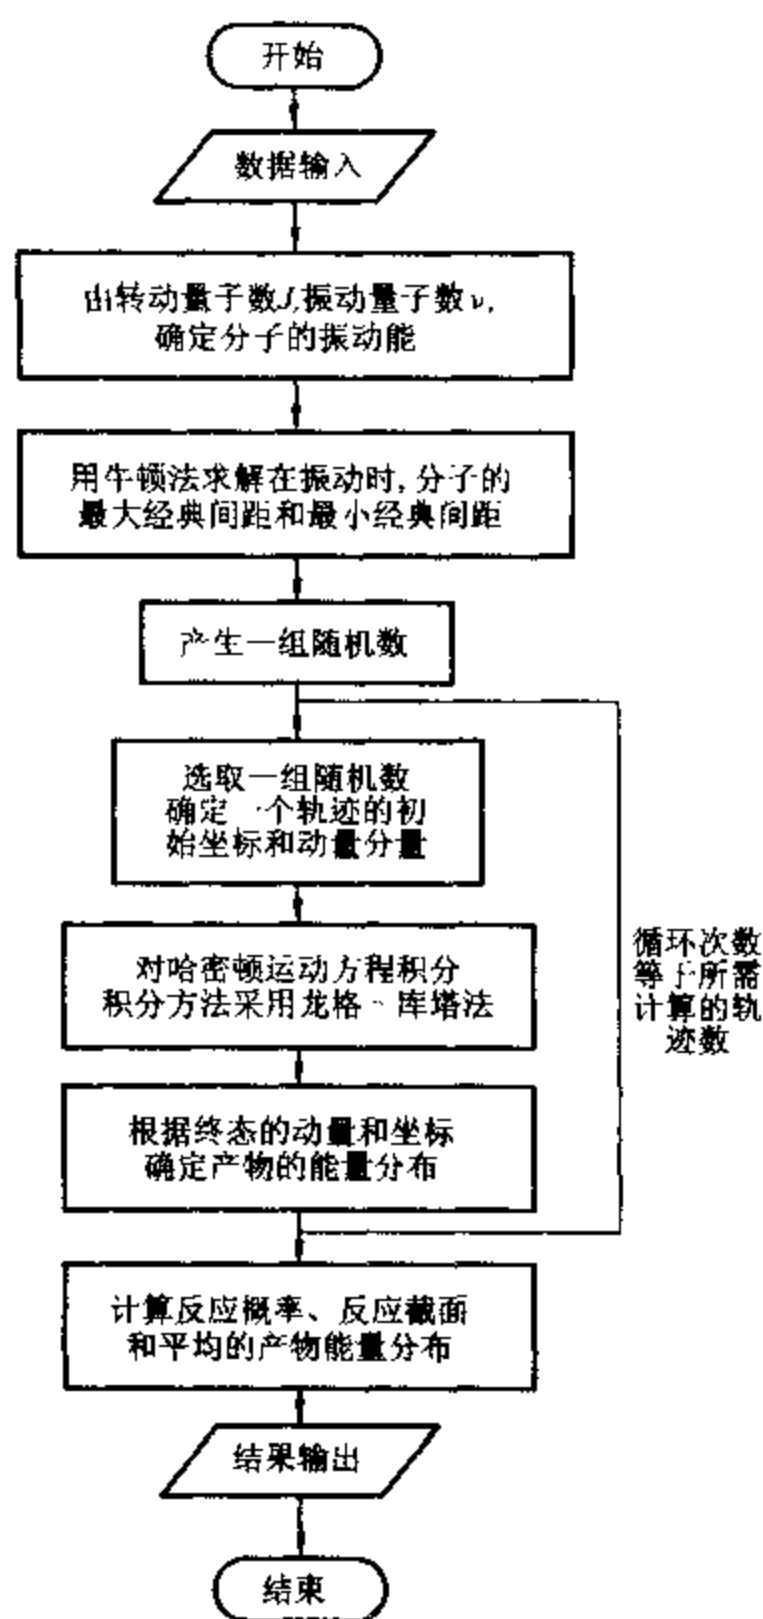 开始
数据输入
由转动量子数J,振动量子数ν,
确定分子的振动能
用牛顿法求解在振动时,分子的
最大经典间距和最小经典间距
产生一组随机数
选取一组随机数
确定一个轨迹的初
始坐标和动量分量
对哈密顿运动方程积分
积分方法采用龙格-库塔法
根据终态的动量和坐标
确定产物的能量分布
循环次数
等于所需
计算的轨
迹数
计算反应概率、反应截面
和平均的产物能量分布
结果输出
结束